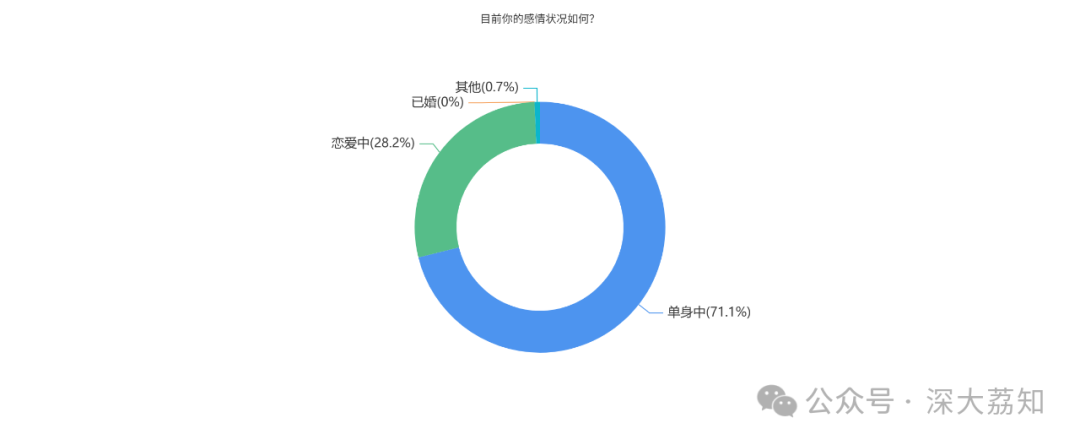 目前你的感情状况如何?
其他(0.7%)
已婚(0%)
恋爱中(28.2%)
单身中(71.1%)
公众号 · 深大荔知